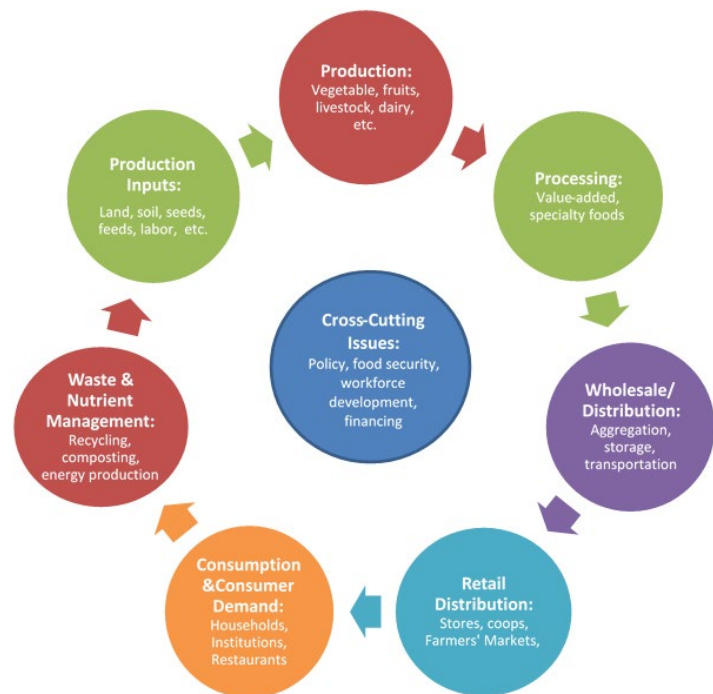 Production:
Vegetable, fruits,
livestock, dairy,
etc.
Processing:
Value-added,
specialty foods
Wholesale/
Distribution:
Aggregation,
storage,
transportation
Retail
Distribution:
Stores, coops,
Farmers' Markets,
Consumption
&Consumer
Demand:
Households,
Institutions,
Restaurants
Waste &
Nutrient
Management:
Recycling,
composting,
energy production
Production
Inputs:
Land, soil, seeds,
feeds, labor, etc.
Cross-Cutting
Issues:
Policy, food security,
workforce
development,
financing